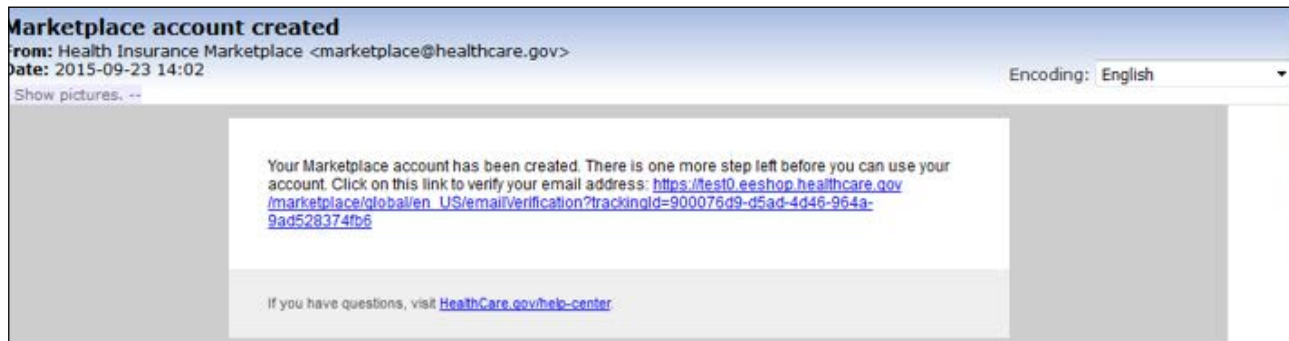 Marketplace account created
From: Health Insurance Marketplace <marketplace@healthcare.gov>
Date: 2015-09-23 14:02
Encoding: English
Show pictures. --
Your Marketplace account has been created. There is one more step left before you can use your
account. Click on this link to verify your email address: https://test0.eeshop.healthcare.gov
/marketplace/global/en_US/emailVerification?trackingId=900076d9-d5ad-4d46-964a-
9ad528374fb6
If you have questions, visit HealthCare.gov/help-center.